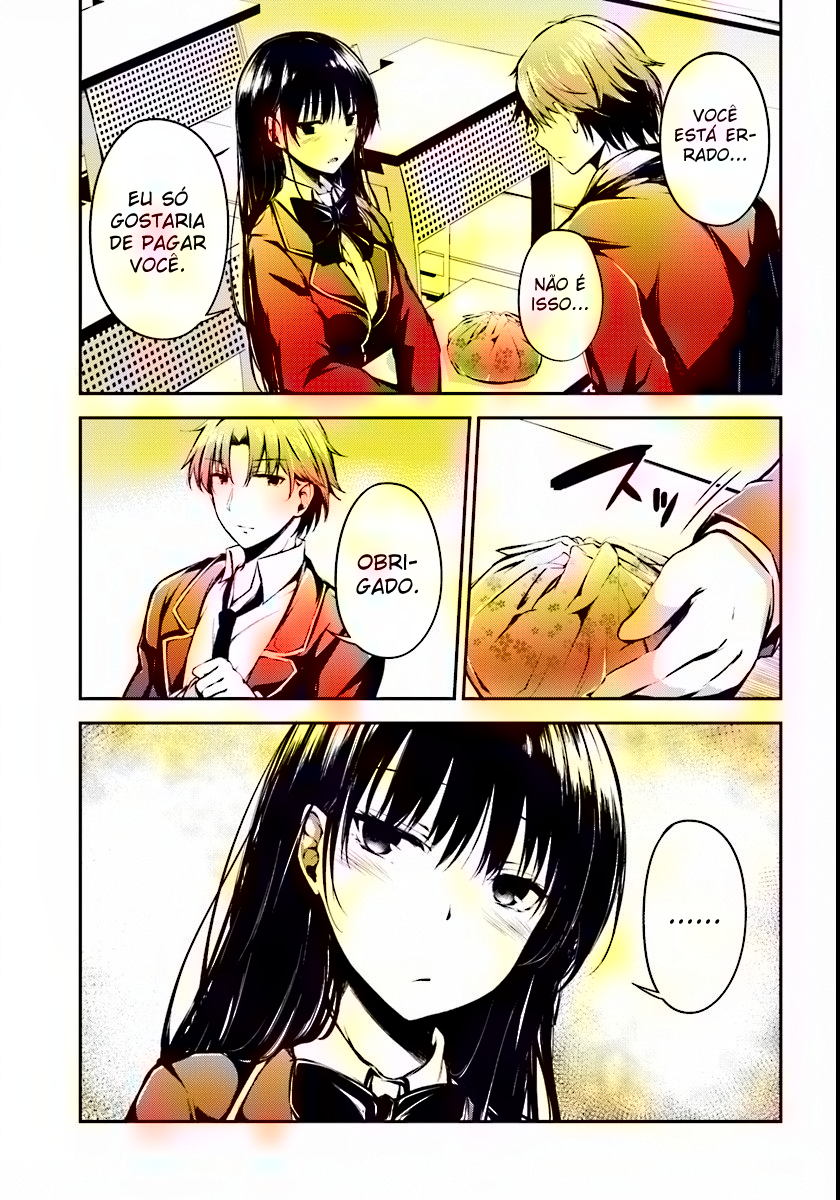 VOCÊ
ESTÁ ER-
RADO...
NÃO É
ISSO...
EU SÓ
GOSTARIA
DE PAGAR
VOCÊ.
スッ
OBRI-
GADO.
......